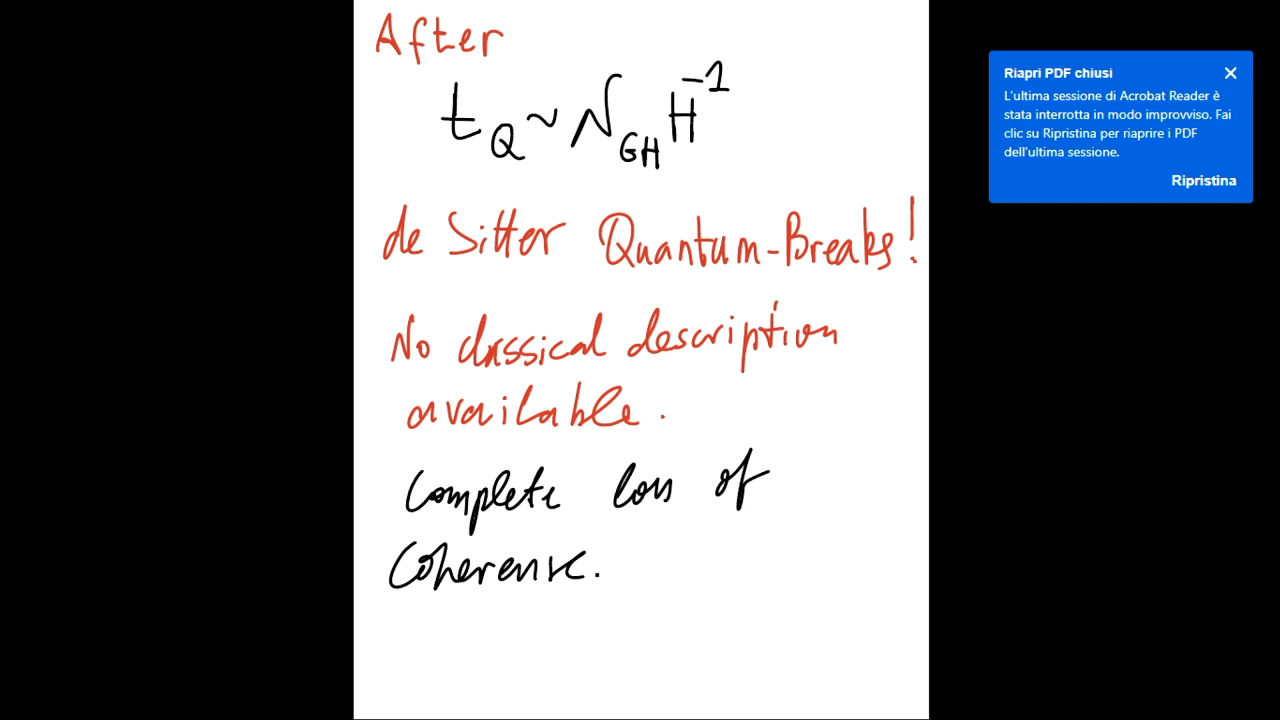 After
t_Q ~ N_GH H^-1
de Sitter Quantum-Breaks!
No classical description
available.
Complete loss of
Coherense.
Riapri PDF chiusi
L'ultima sessione di Acrobat Reader è
stata interrotta in modo improvviso. Fai
clic su Ripristina per riaprire i PDF
dell'ultima sessione.
Ripristina